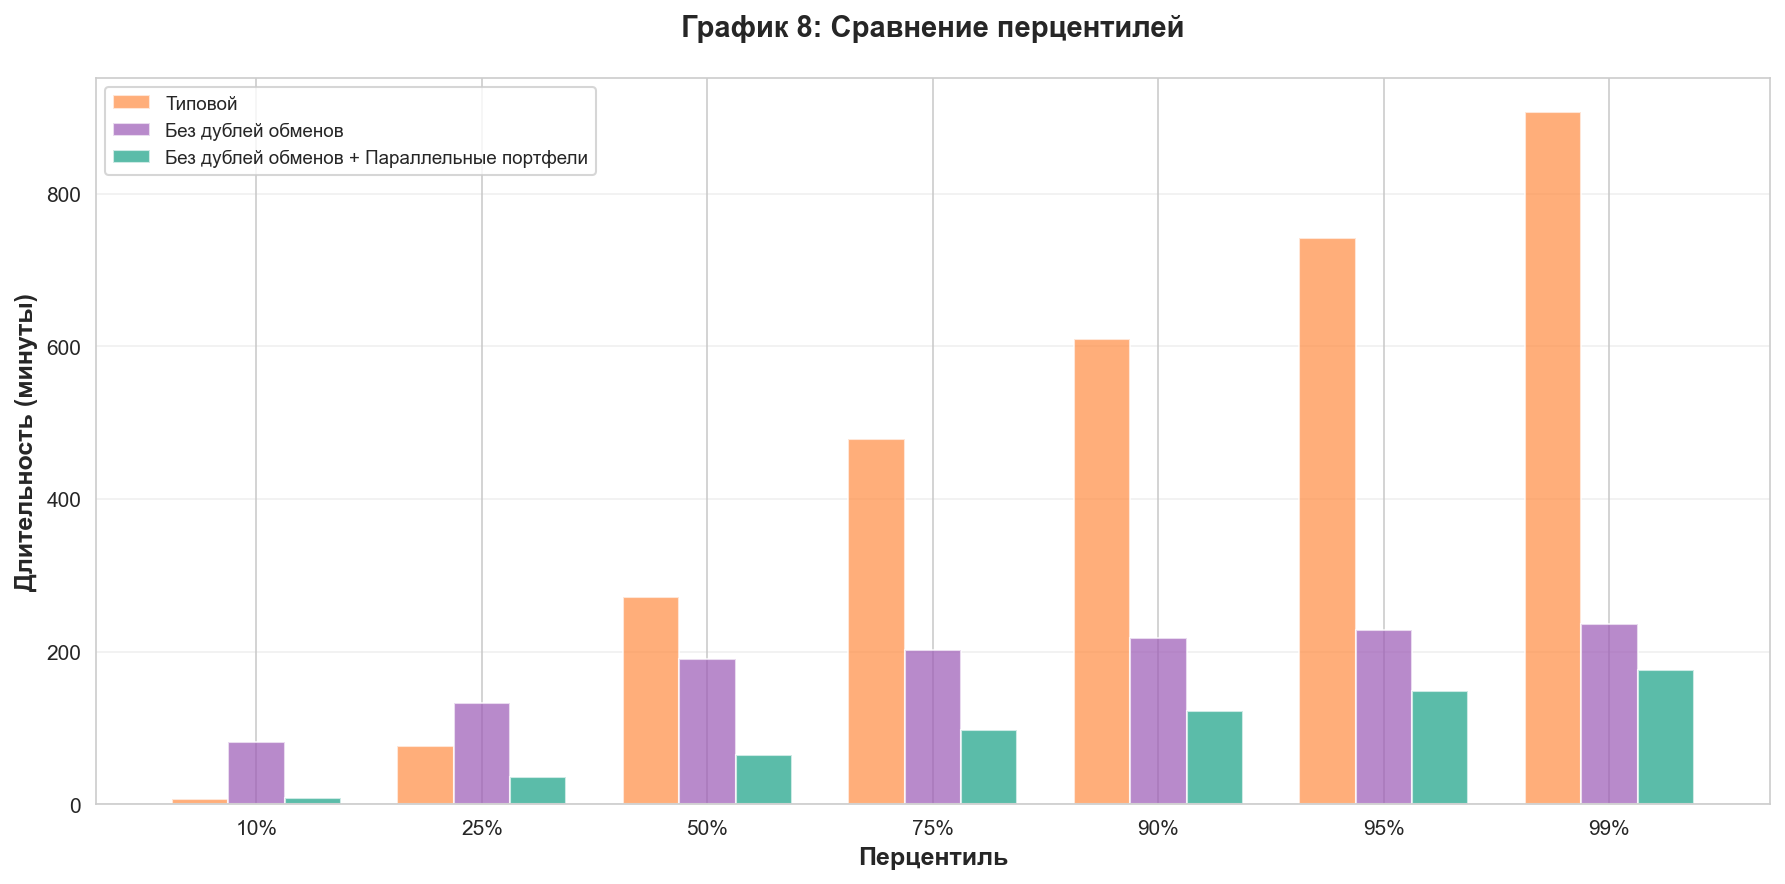 График 8: Сравнение перцентилей
Типовой
Без дублей обменов
Без дублей обменов + Параллельные портфели
Длительность (минуты)
800
600
400
200
0
10% 25% 50% 75% 90% 95% 99%
Перцентиль